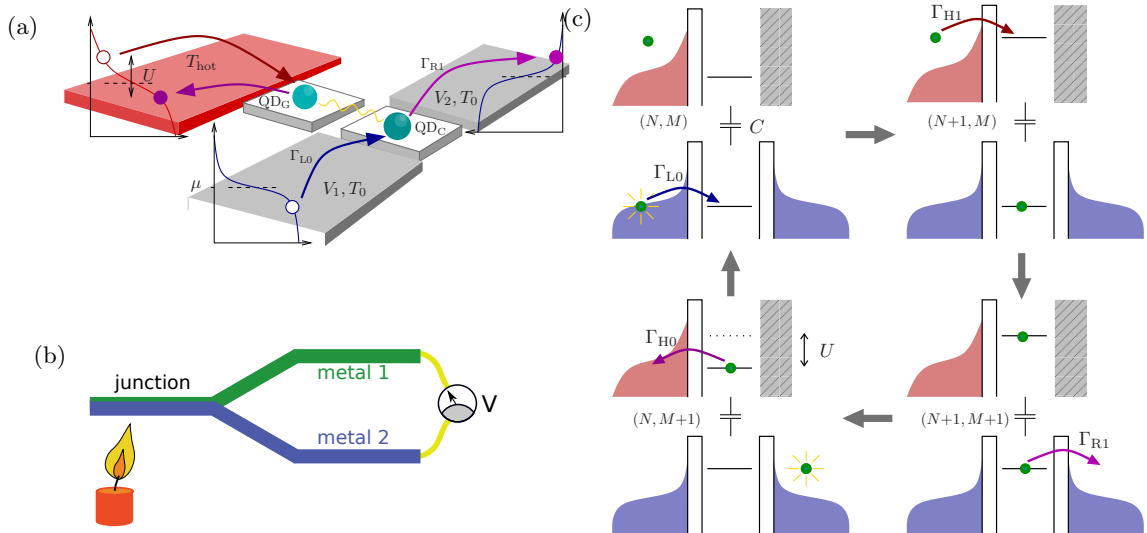 (a)
T_hot
U
QD_G
Γ_R1
V_2, T_0
QD_C
Γ_L0
V_1, T_0
μ
(b)
junction
metal 1
metal 2
V
(c)
(N, M)
C
Γ_L0
Γ_H1
(N+1, M)
Γ_H0
U
(N, M+1)
(N+1, M+1)
Γ_R1